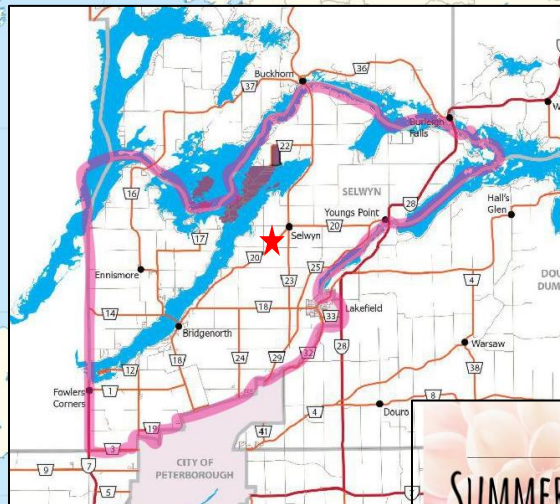 Buckhorn
36
37
Burleigh
Falls
22
16
SELWYN
28
Hall's
Glen
Youngs Point
20
17
Selwyn
20
Ennismore
25
23
4
DOU
DUM
18
14
Lakefield
33
Bridgenorth
28
Warsaw
32
18
24
29
12
38
Fowlers
Corners
1
8
4
Douro
19
41
3
CITY OF
PETERBOROUGH
7
9
5
SUMME